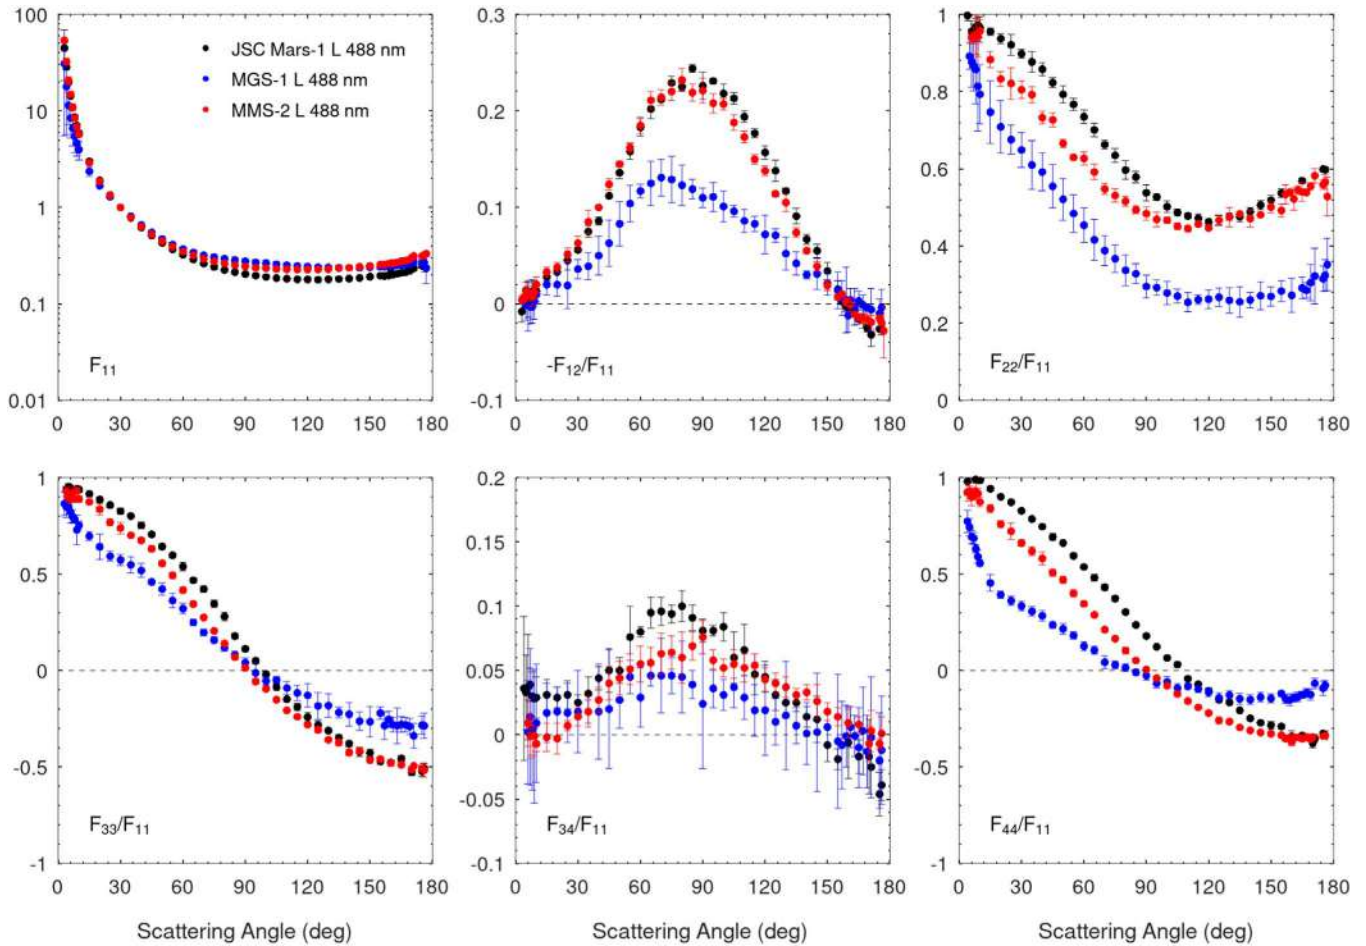 100
10
1
0.1
0.01
JSC Mars-1 L 488 nm
MGS-1 L 488 nm
MMS-2 L 488 nm
F11
0 30 60 90 120 150 180
0.3
0.2
0.1
0
-0.1
-F12/F11
0 30 60 90 120 150 180
1
0.8
0.6
0.4
0.2
0
F22/F11
0 30 60 90 120 150 180
1
0.5
0
-0.5
-1
F33/F11
0 30 60 90 120 150 180
Scattering Angle (deg)
0.2
0.15
0.1
0.05
0
-0.05
-0.1
F34/F11
0 30 60 90 120 150 180
Scattering Angle (deg)
1
0.5
0
-0.5
-1
F44/F11
0 30 60 90 120 150 180
Scattering Angle (deg)